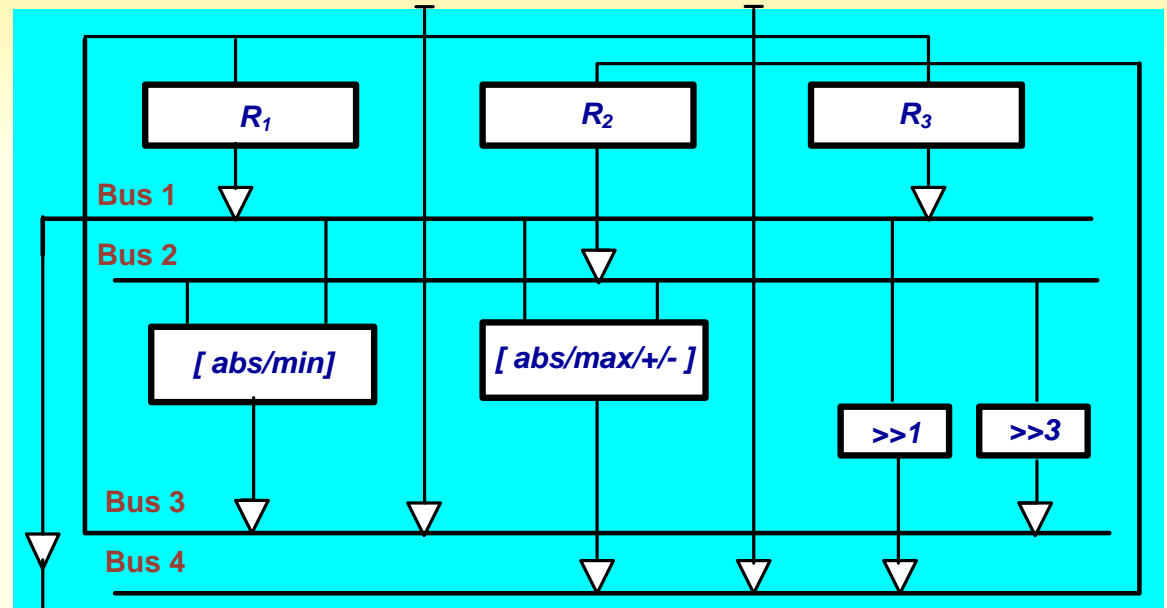 R₁
R₂
R₃
Bus 1
Bus 2
[ abs/min]
[ abs/max/+/- ]
>>1
>>3
Bus 3
Bus 4